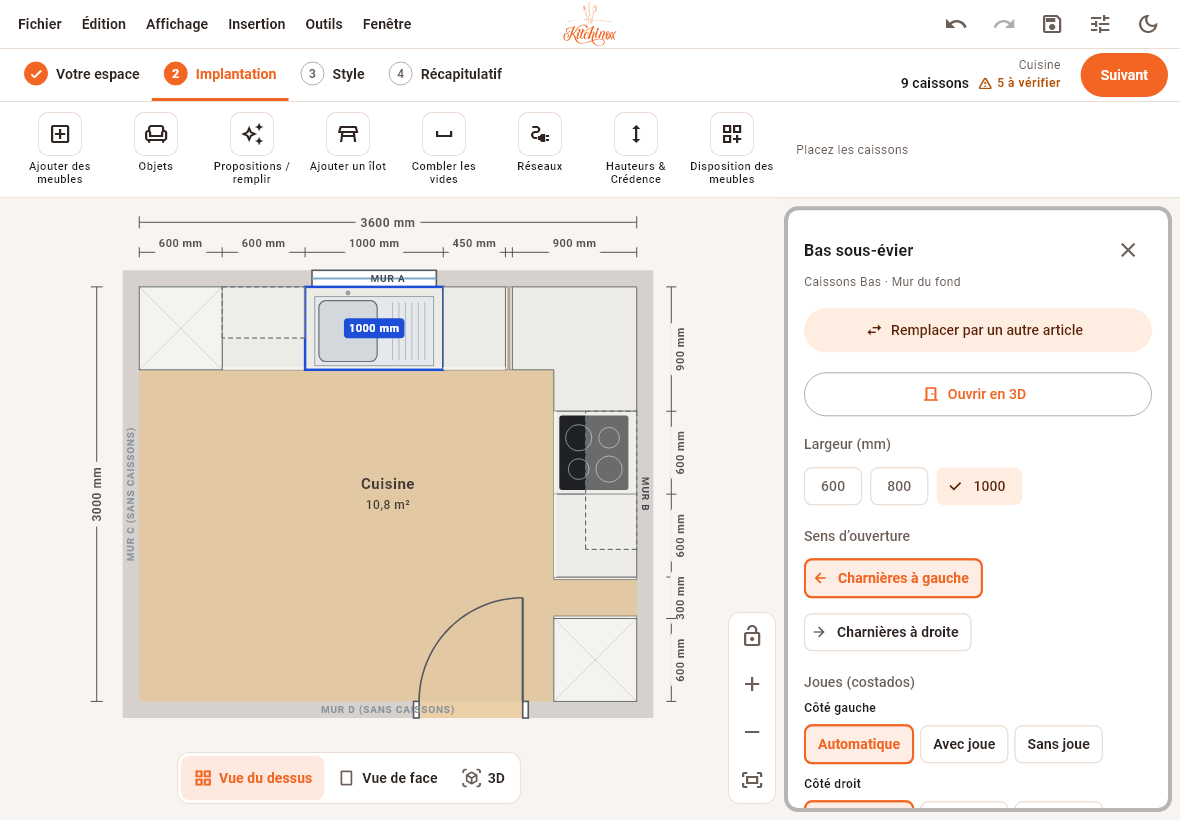 Fichier Édition Affichage Insertion Outils Fenêtre
Kitchinox
Votre espace
2 Implantation
3 Style
4 Récapitulatif
Cuisine
9 caissons 5 à vérifier
Suivant
Ajouter des meubles
Objets
Propositions / remplir
Ajouter un îlot
Combler les vides
Réseaux
Hauteurs & Crédence
Disposition des meubles
Placez les caissons
3600 mm
600 mm 600 mm 1000 mm 450 mm 900 mm
MUR A
1000 mm
900 mm
600 mm
600 mm
300 mm
600 mm
3000 mm
MUR C (SANS CAISSONS)
MUR B
Cuisine
10,8 m²
MUR D (SANS CAISSONS)
Vue du dessus
Vue de face
3D
Bas sous-évier
Caissons Bas · Mur du fond
Remplacer par un autre article
Ouvrir en 3D
Largeur (mm)
600 800 1000
Sens d’ouverture
Charnières à gauche
Charnières à droite
Joues (costados)
Côté gauche
Automatique Avec joue Sans joue
Côté droit